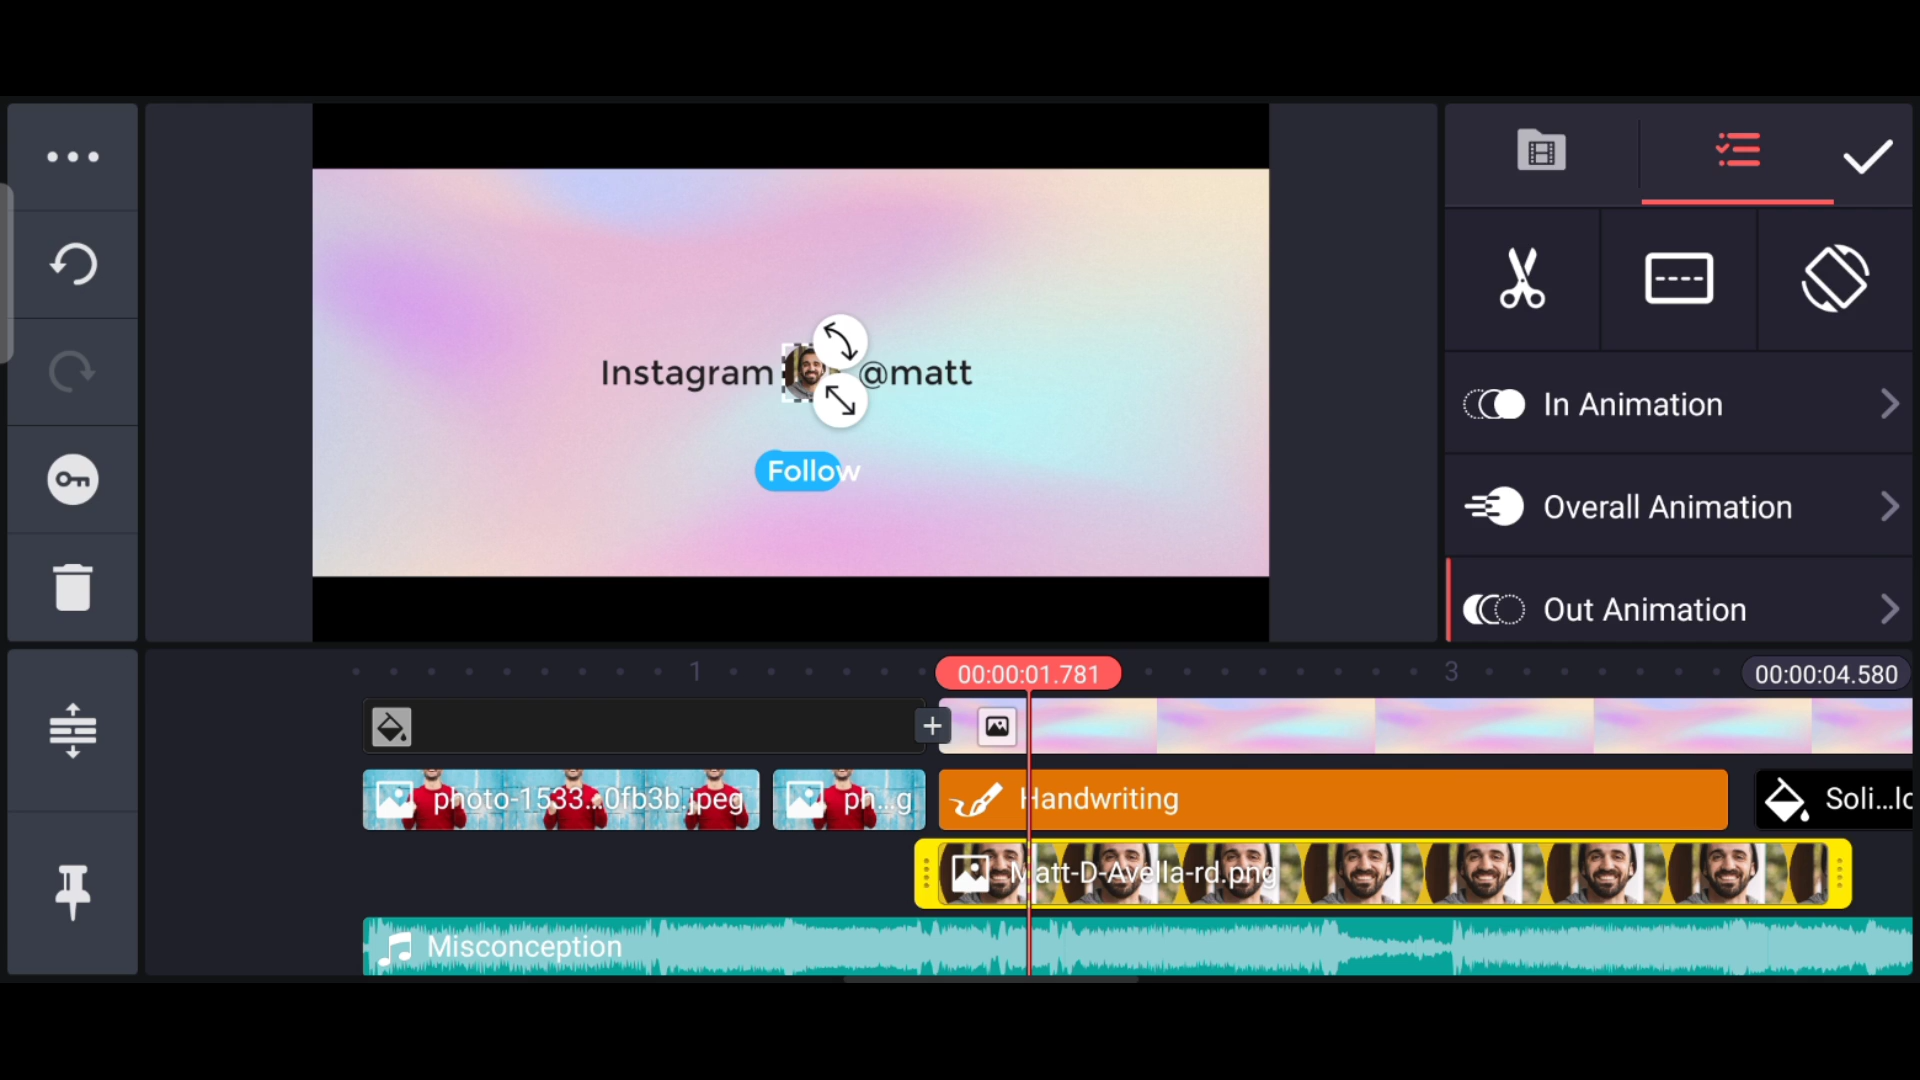 Instagram @matt
Follow
In Animation
Overall Animation
Out Animation
1
00:00:01.781
3
00:00:04.580
photo-1533...0fb3b.jpeg
ph...g
Handwriting
Soli...lo
Matt-D-Avella-rd.png
Misconception